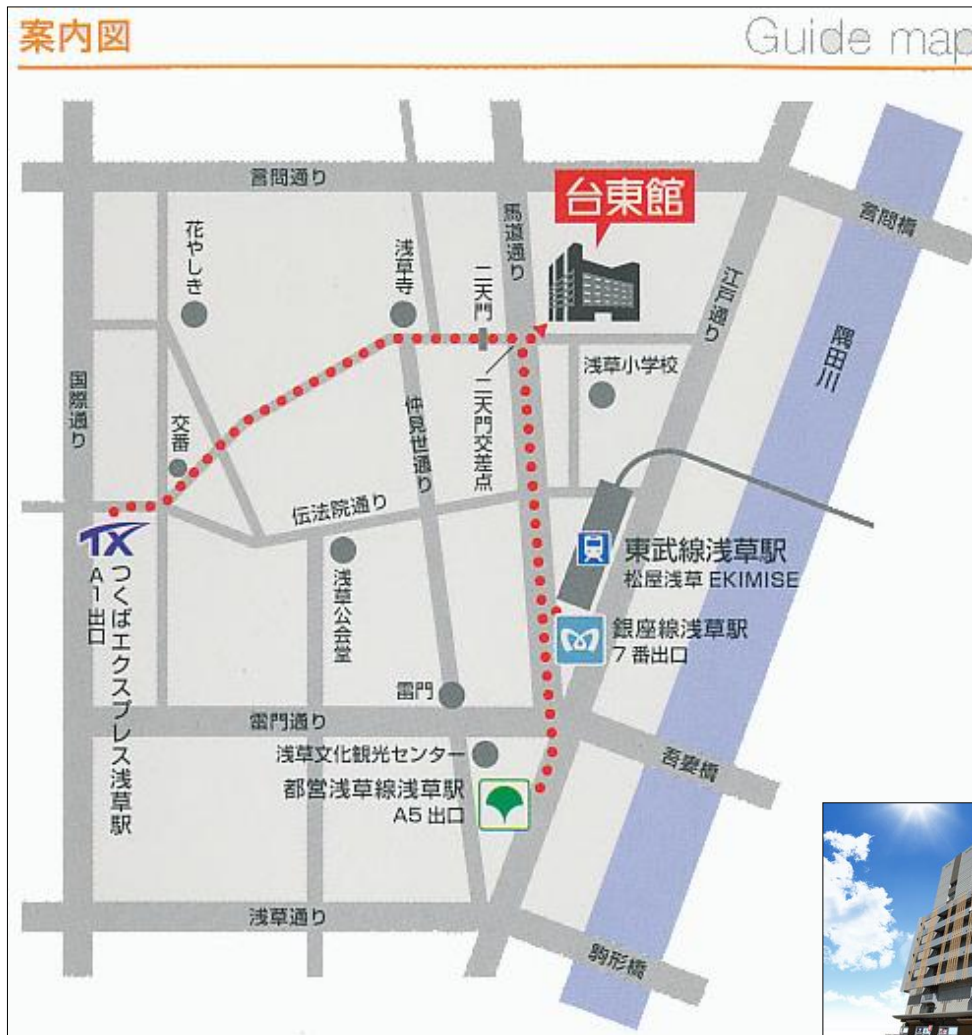 案内図
Guide map
言問通り
台東館
言問橋
馬道通り
花やしき
浅草寺
二天門
江戸通り
隅田川
国際通り
浅草小学校
交番
仲見世通り
二天門交差点
伝法院通り
TX
つくばエクスプレス浅草駅
A1出口
浅草公会堂
東武線浅草駅
松屋浅草 EKIMISE
銀座線浅草駅
7番出口
雷門
雷門通り
浅草文化観光センター
吾妻橋
都営浅草線浅草駅
A5出口
浅草通り
駒形橋